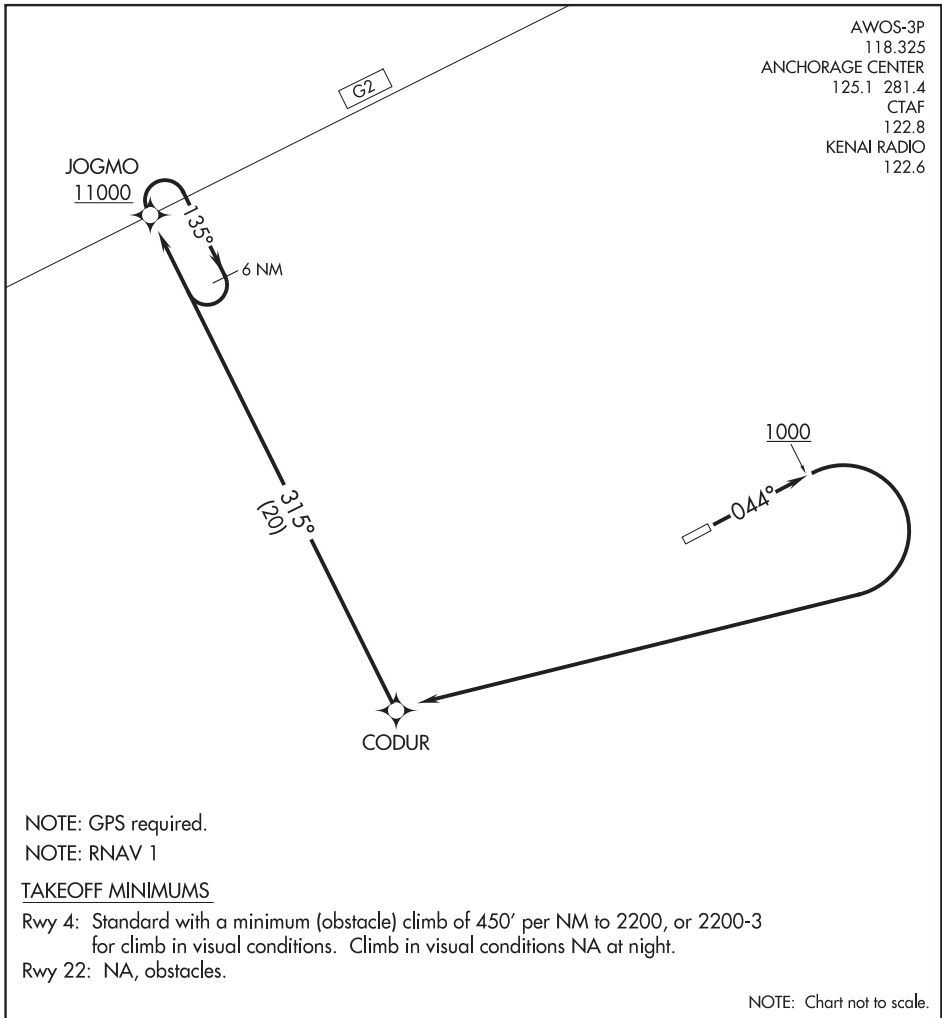 AWOS-3P
118.325
ANCHORAGE CENTER
125.1 281.4
CTAF
122.8
KENAI RADIO
122.6
G2
JOGMO
11000
135°
6 NM
1000
044°
315°
(20)
CODUR
NOTE: GPS required.
NOTE: RNAV 1
TAKEOFF MINIMUMS
Rwy 4: Standard with a minimum (obstacle) climb of 450' per NM to 2200, or 2200-3
for climb in visual conditions. Climb in visual conditions NA at night.
Rwy 22: NA, obstacles.
NOTE: Chart not to scale.